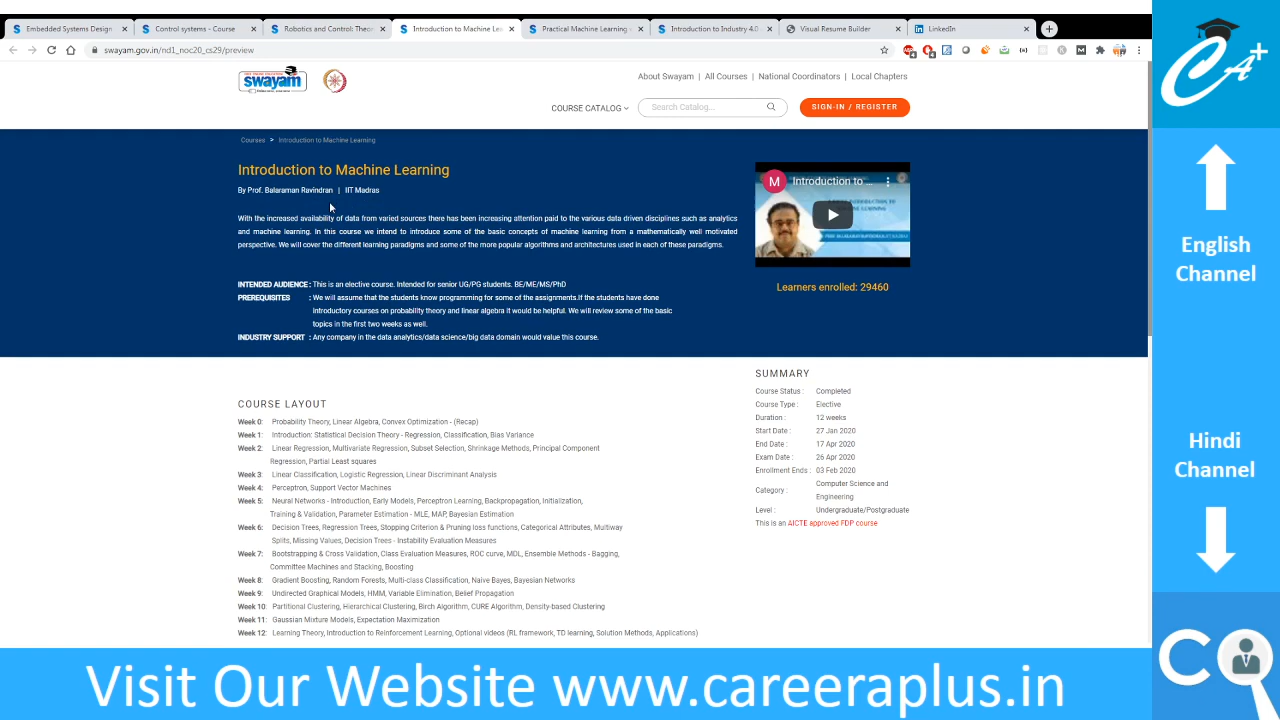 Embedded Systems Design
Control systems - Course
Robotics and Control: Theo
Introduction to Machine Lea
Practical Machine Learning
Introduction to Industry 4.0
Visual Resume Builder
LinkedIn
swayam.gov.in/nd1_noc20_cs29/preview
swayam
About Swayam | All Courses | National Coordinators | Local Chapters
COURSE CATALOG
Search Catalog...
SIGN-IN / REGISTER
Courses > Introduction to Machine Learning
Introduction to Machine Learning
By Prof. Balaraman Ravindran | IIT Madras
With the increased availability of data from varied sources there has been increasing attention paid to the various data driven disciplines such as analytics
and machine learning. In this course we intend to introduce some of the basic concepts of machine learning from a mathematically well motivated
perspective. We will cover the different learning paradigms and some of the more popular algorithms and architectures used in each of these paradigms.
INTENDED AUDIENCE : This is an elective course. Intended for senior UG/PG students. BE/ME/MS/PhD
PREREQUISITES : We will assume that the students know programming for some of the assignments.If the students have done
introductory courses on probability theory and linear algebra it would be helpful. We will review some of the basic
topics in the first two weeks as well.
INDUSTRY SUPPORT : Any company in the data analytics/data science/big data domain would value this course.
M Introduction to ...
Learners enrolled: 29460
COURSE LAYOUT
Week 0: Probability Theory, Linear Algebra, Convex Optimization - (Recap)
Week 1: Introduction: Statistical Decision Theory - Regression, Classification, Bias Variance
Week 2: Linear Regression, Multivariate Regression, Subset Selection, Shrinkage Methods, Principal Component
Regression, Partial Least squares
Week 3: Linear Classification, Logistic Regression, Linear Discriminant Analysis
Week 4: Perceptron, Support Vector Machines
Week 5: Neural Networks - Introduction, Early Models, Perceptron Learning, Backpropagation, Initialization,
Training & Validation, Parameter Estimation - MLE, MAP, Bayesian Estimation
Week 6: Decision Trees, Regression Trees, Stopping Criterion & Pruning loss functions, Categorical Attributes, Multiway
Splits, Missing Values, Decision Trees - Instability Evaluation Measures
Week 7: Bootstrapping & Cross Validation, Class Evaluation Measures, ROC curve, MDL, Ensemble Methods - Bagging,
Committee Machines and Stacking, Boosting
Week 8: Gradient Boosting, Random Forests, Multi-class Classification, Naive Bayes, Bayesian Networks
Week 9: Undirected Graphical Models, HMM, Variable Elimination, Belief Propagation
Week 10: Partitional Clustering, Hierarchical Clustering, Birch Algorithm, CURE Algorithm, Density-based Clustering
Week 11: Gaussian Mixture Models, Expectation Maximization
Week 12: Learning Theory, Introduction to Reinforcement Learning, Optional videos (RL framework, TD learning, Solution Methods, Applications)
SUMMARY
Course Status : Completed
Course Type : Elective
Duration : 12 weeks
Start Date : 27 Jan 2020
End Date : 17 Apr 2020
Exam Date : 26 Apr 2020
Enrollment Ends : 03 Feb 2020
Category : Computer Science and
Engineering
Level : Undergraduate/Postgraduate
This is an AICTE approved FDP course
CA+
English
Channel
Hindi
Channel
Visit Our Website www.careeraplus.in